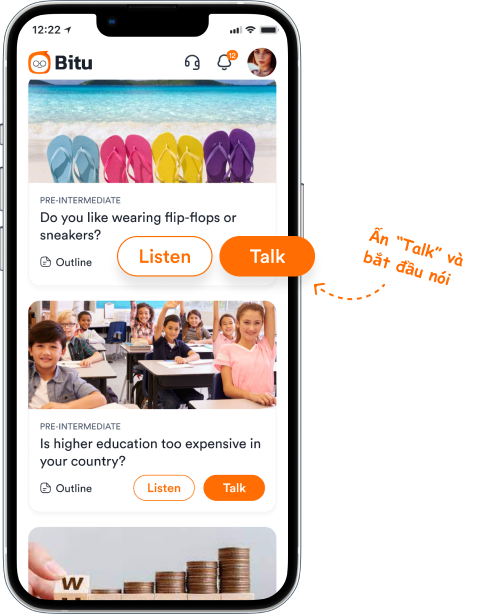 12:22
Bitu
12
PRE-INTERMEDIATE
Do you like wearing flip-flops or
sneakers?
Outline
Listen
Talk
Ấn "Talk" và
bắt đầu nói
PRE-INTERMEDIATE
Is higher education too expensive in
your country?
Outline
Listen
Talk
W